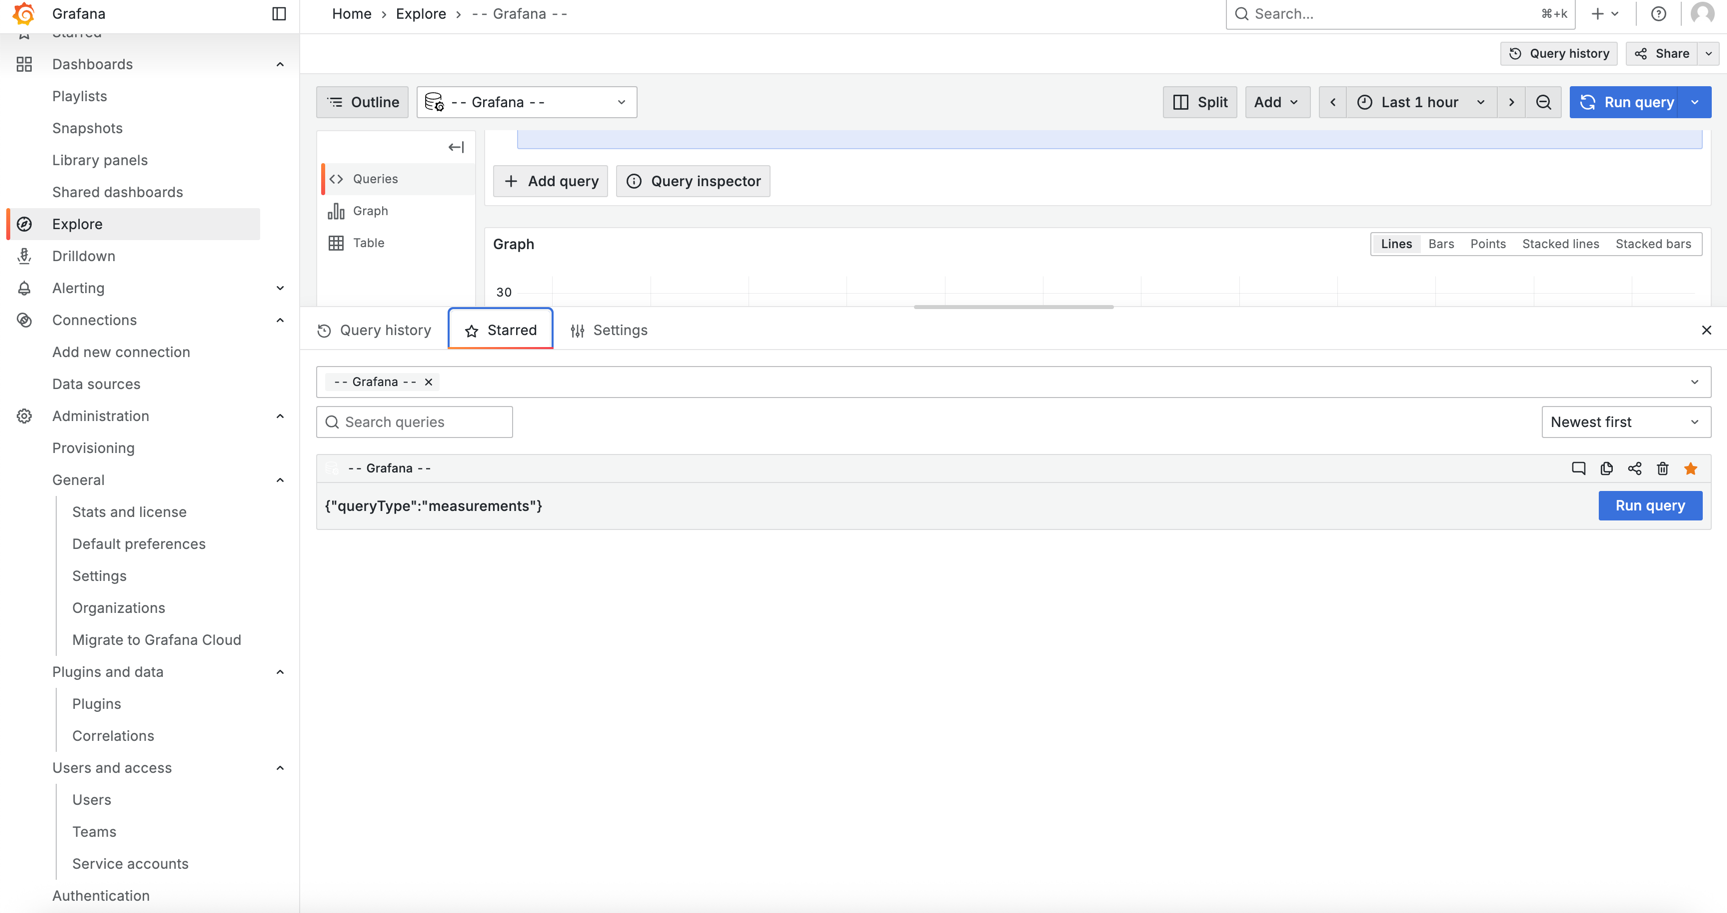 Grafana
Home › Explore › -- Grafana --
Search...
⌘+k
Starred
Dashboards
Playlists
Snapshots
Library panels
Shared dashboards
Explore
Drilldown
Alerting
Connections
Add new connection
Data sources
Administration
Provisioning
General
Stats and license
Default preferences
Settings
Organizations
Migrate to Grafana Cloud
Plugins and data
Plugins
Correlations
Users and access
Users
Teams
Service accounts
Authentication
Query history
Share
Outline
-- Grafana --
Split
Add
Last 1 hour
Run query
Queries
Graph
Table
Add query
Query inspector
Graph
Lines
Bars
Points
Stacked lines
Stacked bars
30
Query history
Starred
Settings
-- Grafana --
Search queries
Newest first
-- Grafana --
{"queryType":"measurements"}
Run query